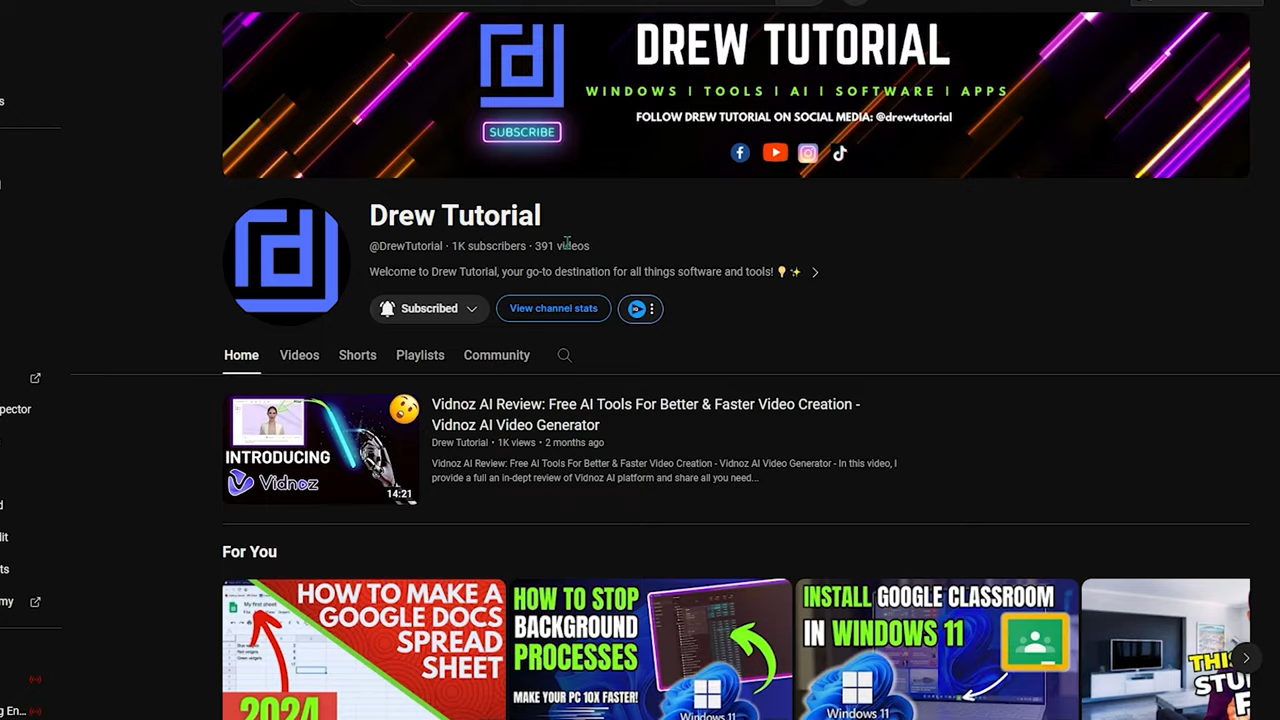 DREW TUTORIAL
WINDOWS | TOOLS | AI | SOFTWARE | APPS
SUBSCRIBE
FOLLOW DREW TUTORIAL ON SOCIAL MEDIA: @drewtutorial
Drew Tutorial
@DrewTutorial · 1K subscribers · 391 videos
Welcome to Drew Tutorial, your go-to destination for all things software and tools! 💡✨
Subscribed
View channel stats
Home
Videos
Shorts
Playlists
Community
pector
INTRODUCING
Vidnoz
14:21
Vidnoz AI Review: Free AI Tools For Better & Faster Video Creation -
Vidnoz AI Video Generator
Drew Tutorial • 1K views • 2 months ago
Vidnoz AI Review: Free AI Tools For Better & Faster Video Creation - Vidnoz AI Video Generator - In this video, I
provide a full an in-depth review of Vidnoz AI platform and share all you need...
For You
HOW TO MAKE A
GOOGLE DOCS
SPREAD
SHEET
My first sheet
2024
HOW TO STOP
BACKGROUND
PROCESSES
MAKE YOUR PC 10X FASTER!
Windows 11
INSTALL GOOGLE CLASSROOM
IN WINDOWS 11
Windows 11
lit
ts
my
g En...